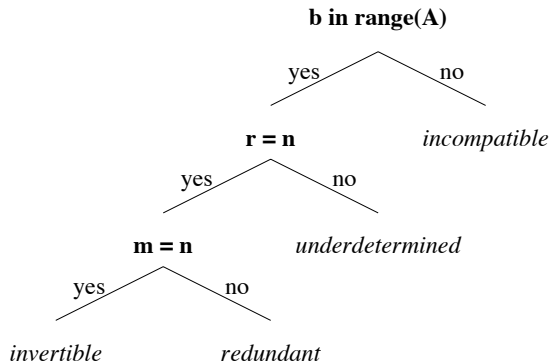 b in range(A)
yes
no
r = n
incompatible
yes
no
m = n
underdetermined
yes
no
invertible
redundant